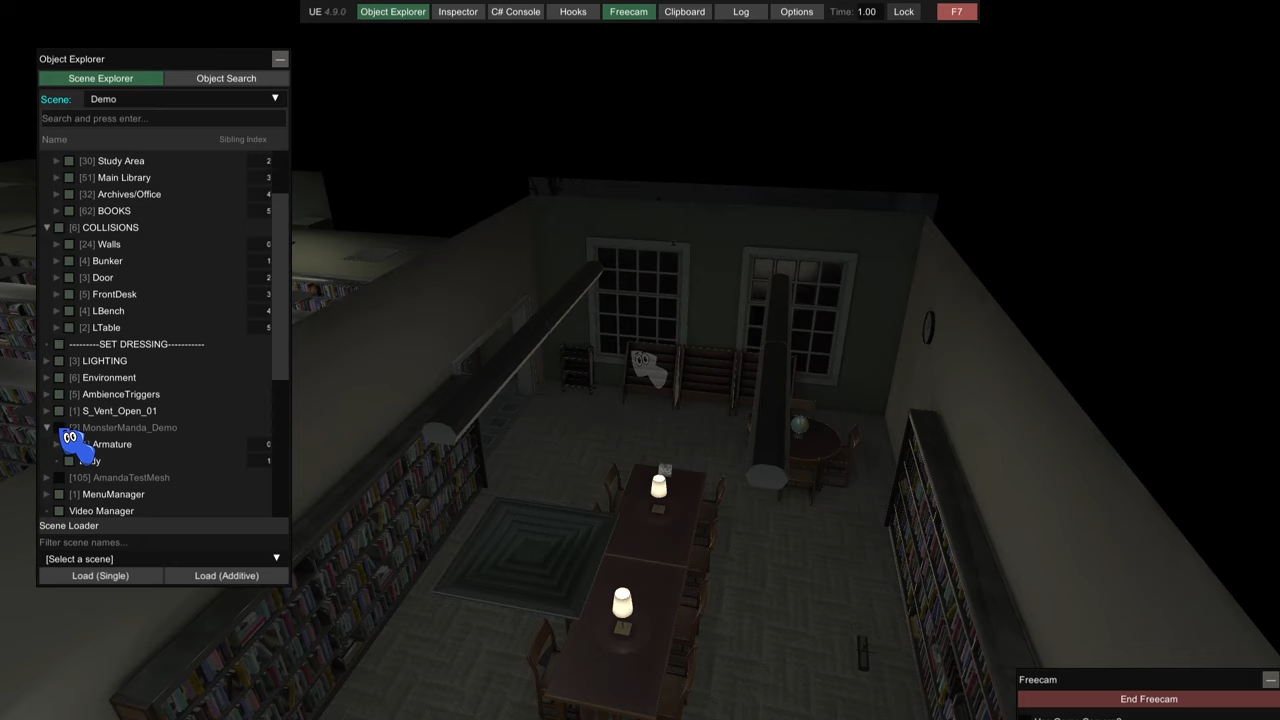 UE 4.9.0 Object Explorer Inspector C# Console Hooks Freecam Clipboard Log Options Time: 1.00 Lock F7
Object Explorer
Scene Explorer Object Search
Scene: Demo
Search and press enter...
Name Sibling Index
[30] Study Area 2
[51] Main Library 3
[32] Archives/Office 4
[62] BOOKS 5
[6] COLLISIONS
[24] Walls 0
[4] Bunker 1
[3] Door 2
[5] FrontDesk 3
[4] LBench 4
[2] LTable 5
---------SET DRESSING-----------
[3] LIGHTING
[6] Environment
[5] AmbienceTriggers
[1] S_Vent_Open_01
[2] MonsterManda_Demo
Armature 0
1
[105] AmandaTestMesh
[1] MenuManager
Video Manager
Scene Loader
Filter scene names...
[Select a scene]
Load (Single) Load (Additive)
Freecam
End Freecam